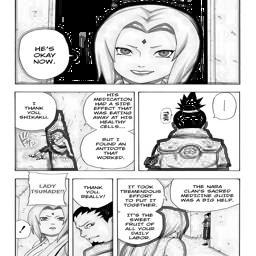 HE'S
OKAY
NOW.
HIS
MEDICATION
HAD A SIDE
EFFECT THAT
WAS EATING
AWAY AT HIS
HEALTHY
CELLS...
BUT I
FOUND AN
ANTIDOTE
THAT
WORKED.
I
THANK
YOU,
SHIKAKU.
LADY
TSUNADE!!
!
THANK
YOU,
REALLY!
IT TOOK
TREMENDOUS
EFFORT
TO PUT IT
TOGETHER.
IT'S THE
SWEET
FRUIT OF
ALL YOUR
DAILY
LABOR.
THE NARA
CLAN'S SACRED
MEDICINE GUIDE
WAS A BIG HELP.